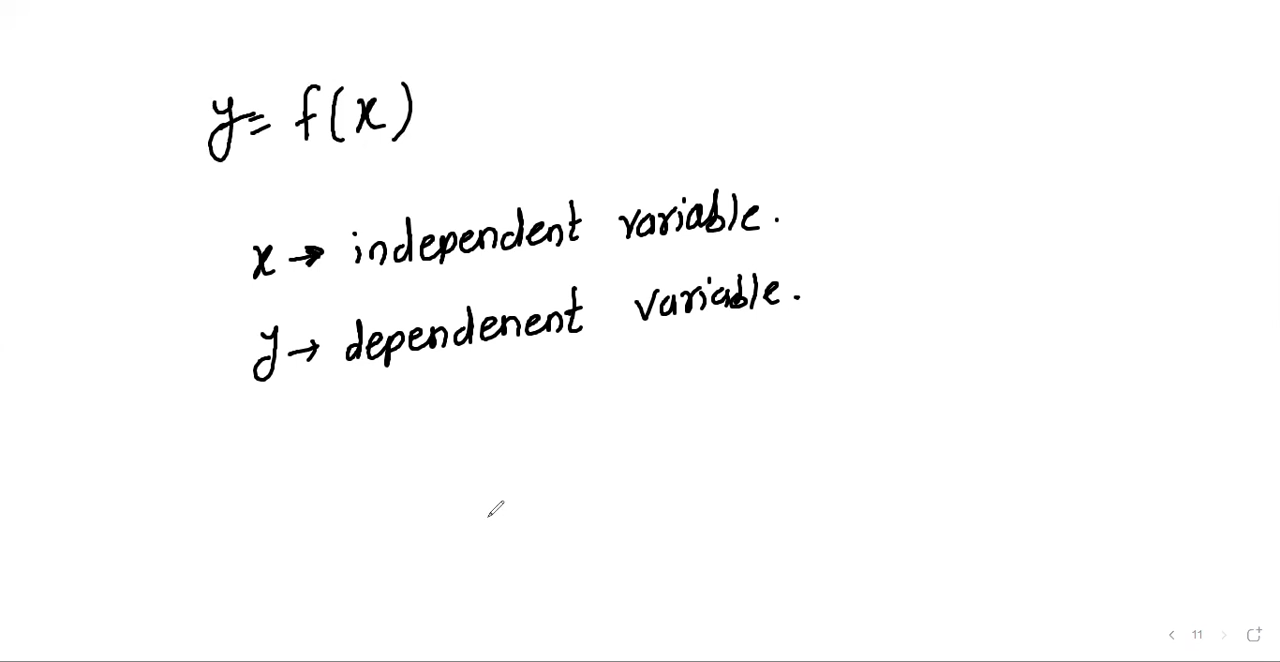 y = f(x)
x → independent variable.
y → dependenent variable.
11